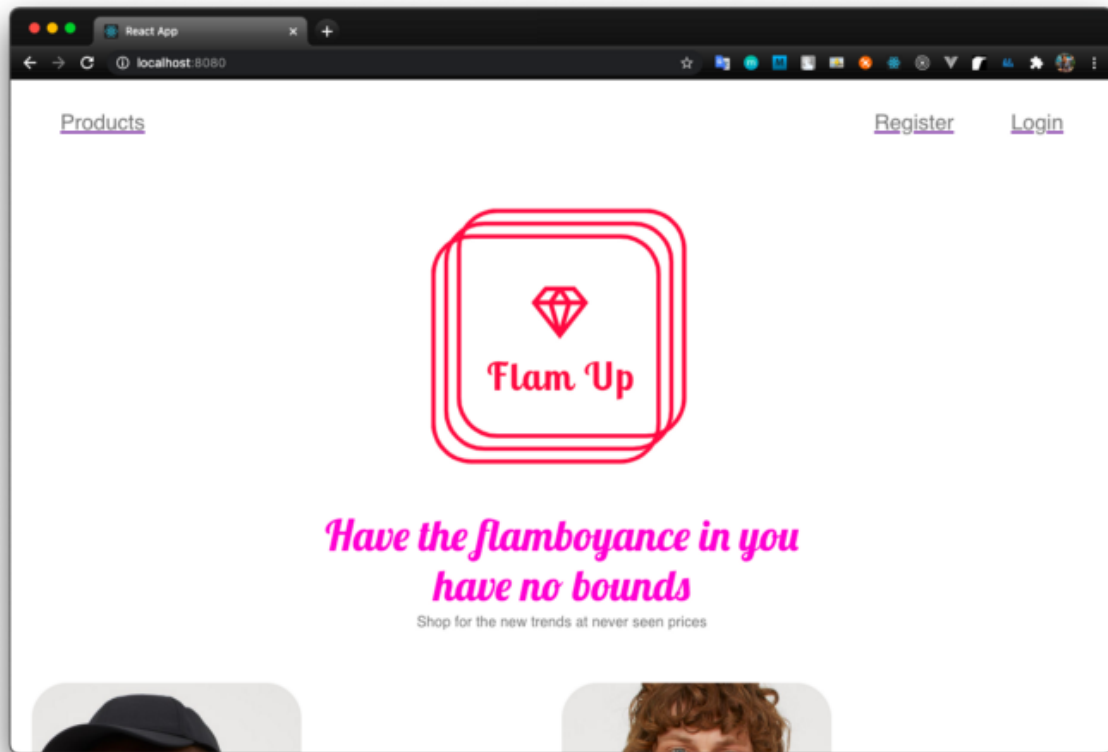 React App
localhost:8080
Products
Register
Login
Flam Up
Have the flamboyance in you
have no bounds
Shop for the new trends at never seen prices